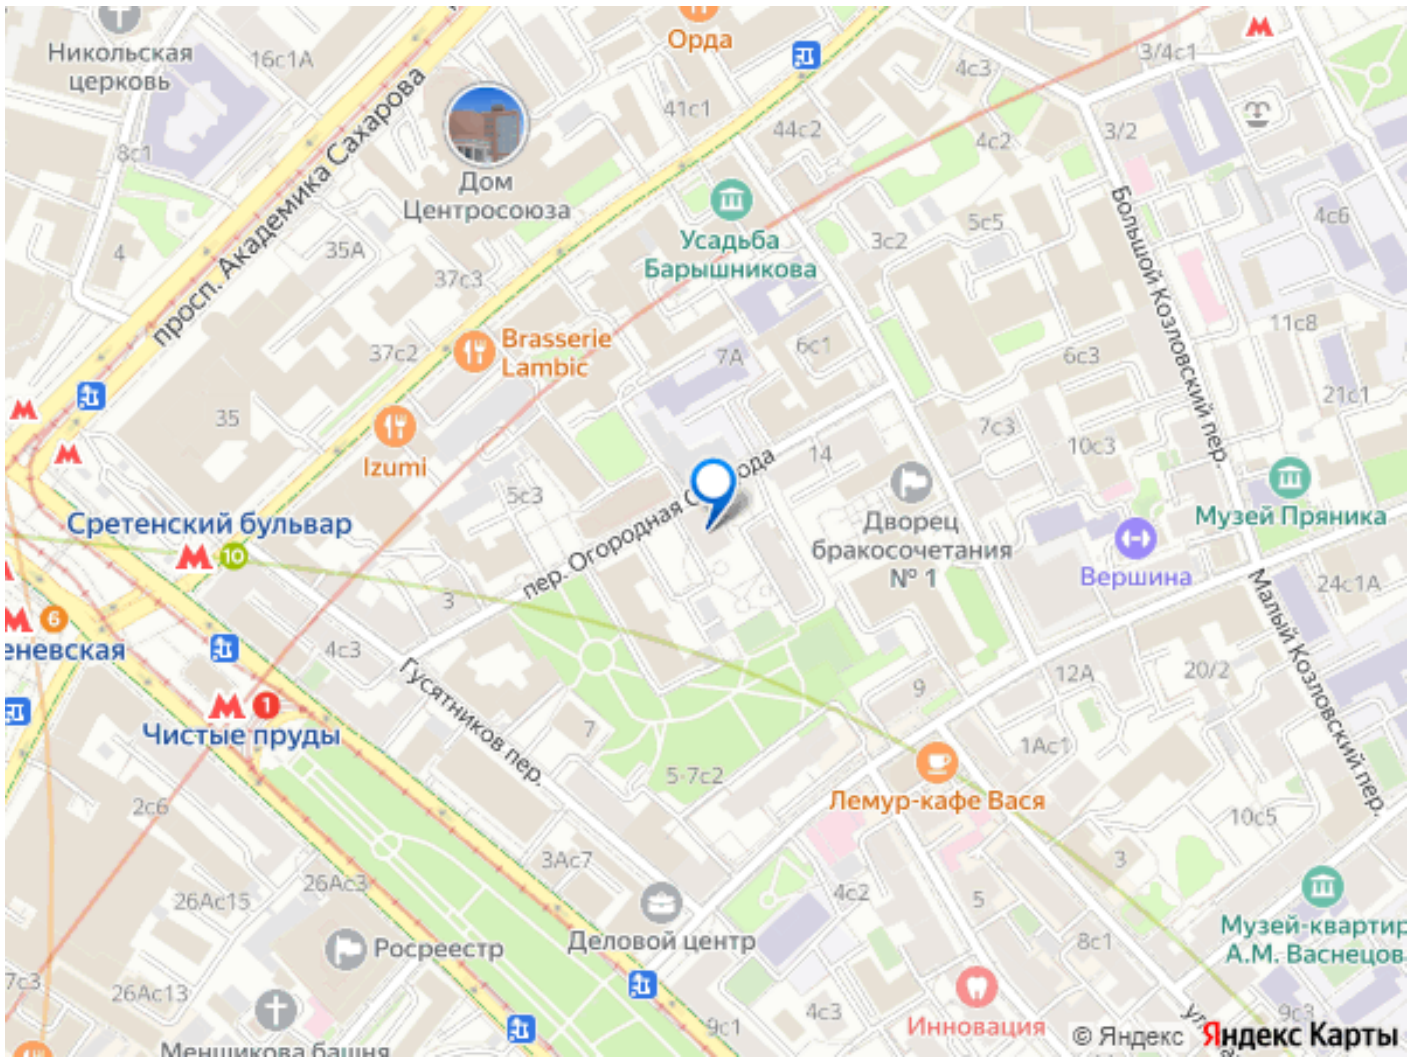 Никольская
церковь
16с1А
8с1
4
просп. Академика Сахарова
Орда
41с1
44с2
4с3
4с2
3/4с1
3/2
Дом
Центросоюза
Усадьба
Барышникова
35А
37с3
37с2
35
3с2
5с5
4с6
Большой Козловский пер.
11с8
Brasserie
Lambic
7А
6с1
6с3
21с1
Izumi
5с3
14
7с3
10с3
Музей Пряника
Сретенский бульвар
10
пер. Огородная С
ода
Дворец
бракосочетания
№ 1
Вершина
24с1А
Малый Козловский пер.
6
еневская
3
4с3
Гусятников пер.
1
Чистые пруды
7
5-7с2
9
12А
20/2
1Ас1
Лемур-кафе Вася
10с5
2с6
3Ас7
26Ас3
26Ас15
3
4с2
5
8с1
Музей-квартир
А.М. Васнецов
Росреестр
Деловой центр
7с3
26Ас13
Меншикова башня
9с1
4с3
Инновация
9с3
© Яндекс
Яндекс Карты